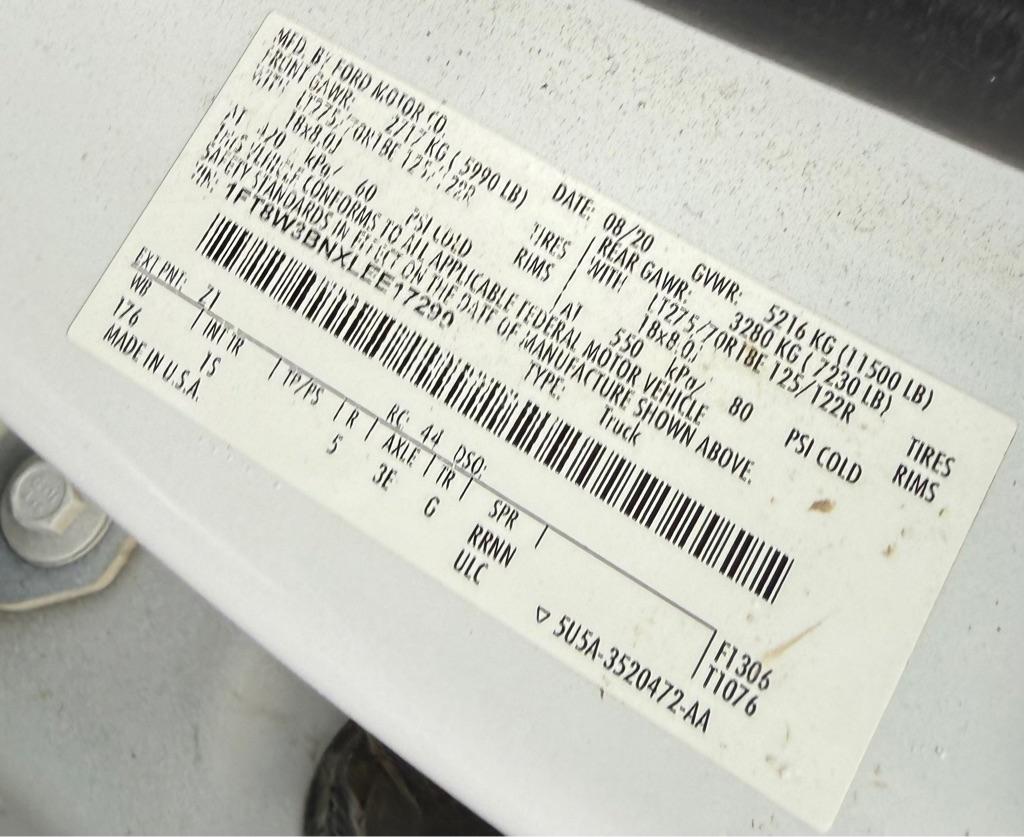 MFD. BY FORD MOTOR CO.
DATE: 08/20 GVWR: 5216 KG (11500 LB)
FRONT GAWR: 2717 KG ( 5990 LB) REAR GAWR: 3280 KG ( 7230 LB)
WITH LT275/70R18E 121/122R TIRES WITH: LT275/70R18E 125/122R TIRES
18x8.0J RIMS 18x8.0J RIMS
AT kPa/ 60 PSI COLD AT 550 kPa/ 80 PSI COLD
THIS VEHICLE CONFORMS TO ALL APPLICABLE FEDERAL MOTOR VEHICLE
SAFETY STANDARDS IN EFFECT ON THE DATE OF MANUFACTURE SHOWN ABOVE.
VIN: 1FT8W3BNXLEE17299 TYPE: Truck
EXT PNT: Z1 RC: 44 DSO:
WB INT TR TP/PS R AXLE TR SPR
176 1S 5 3E G RRNN F1306
MADE IN U.S.A. ULC T1076
▽ 5U5A-3520472-AA